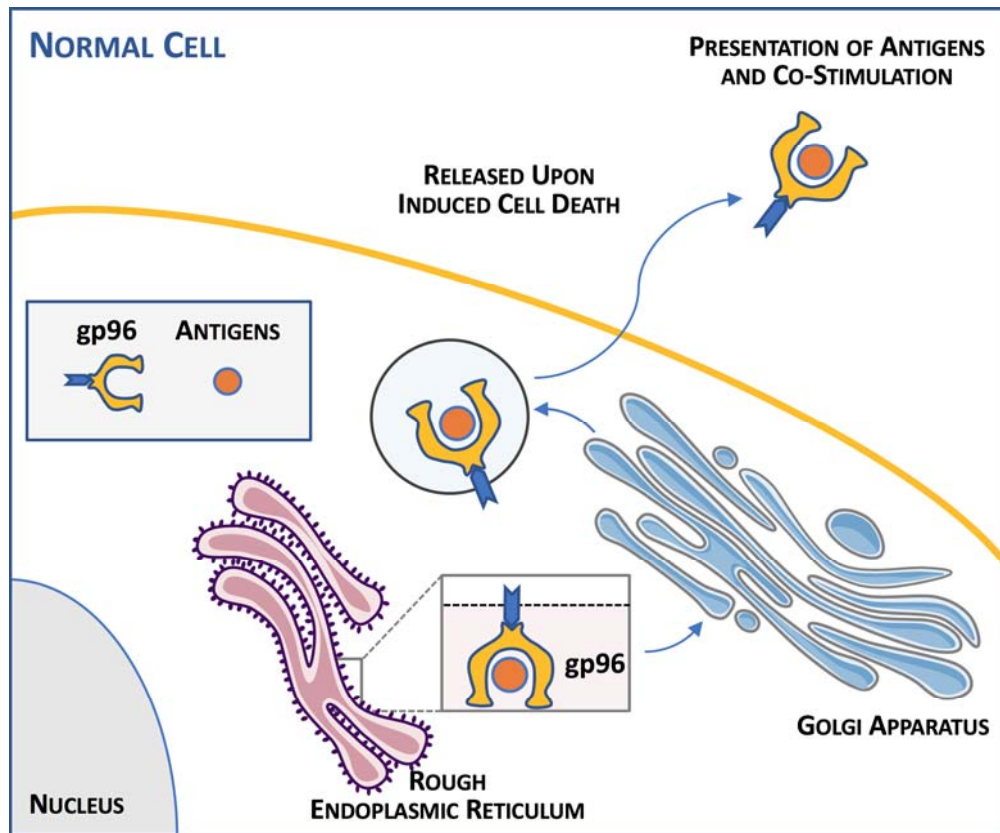 NORMAL CELL
PRESENTATION OF ANTIGENS
AND CO-STIMULATION
RELEASED UPON
INDUCED CELL DEATH
gp96 ANTIGENS
gp96
GOLGI APPARATUS
ROUGH
ENDOPLASMIC RETICULUM
NUCLEUS